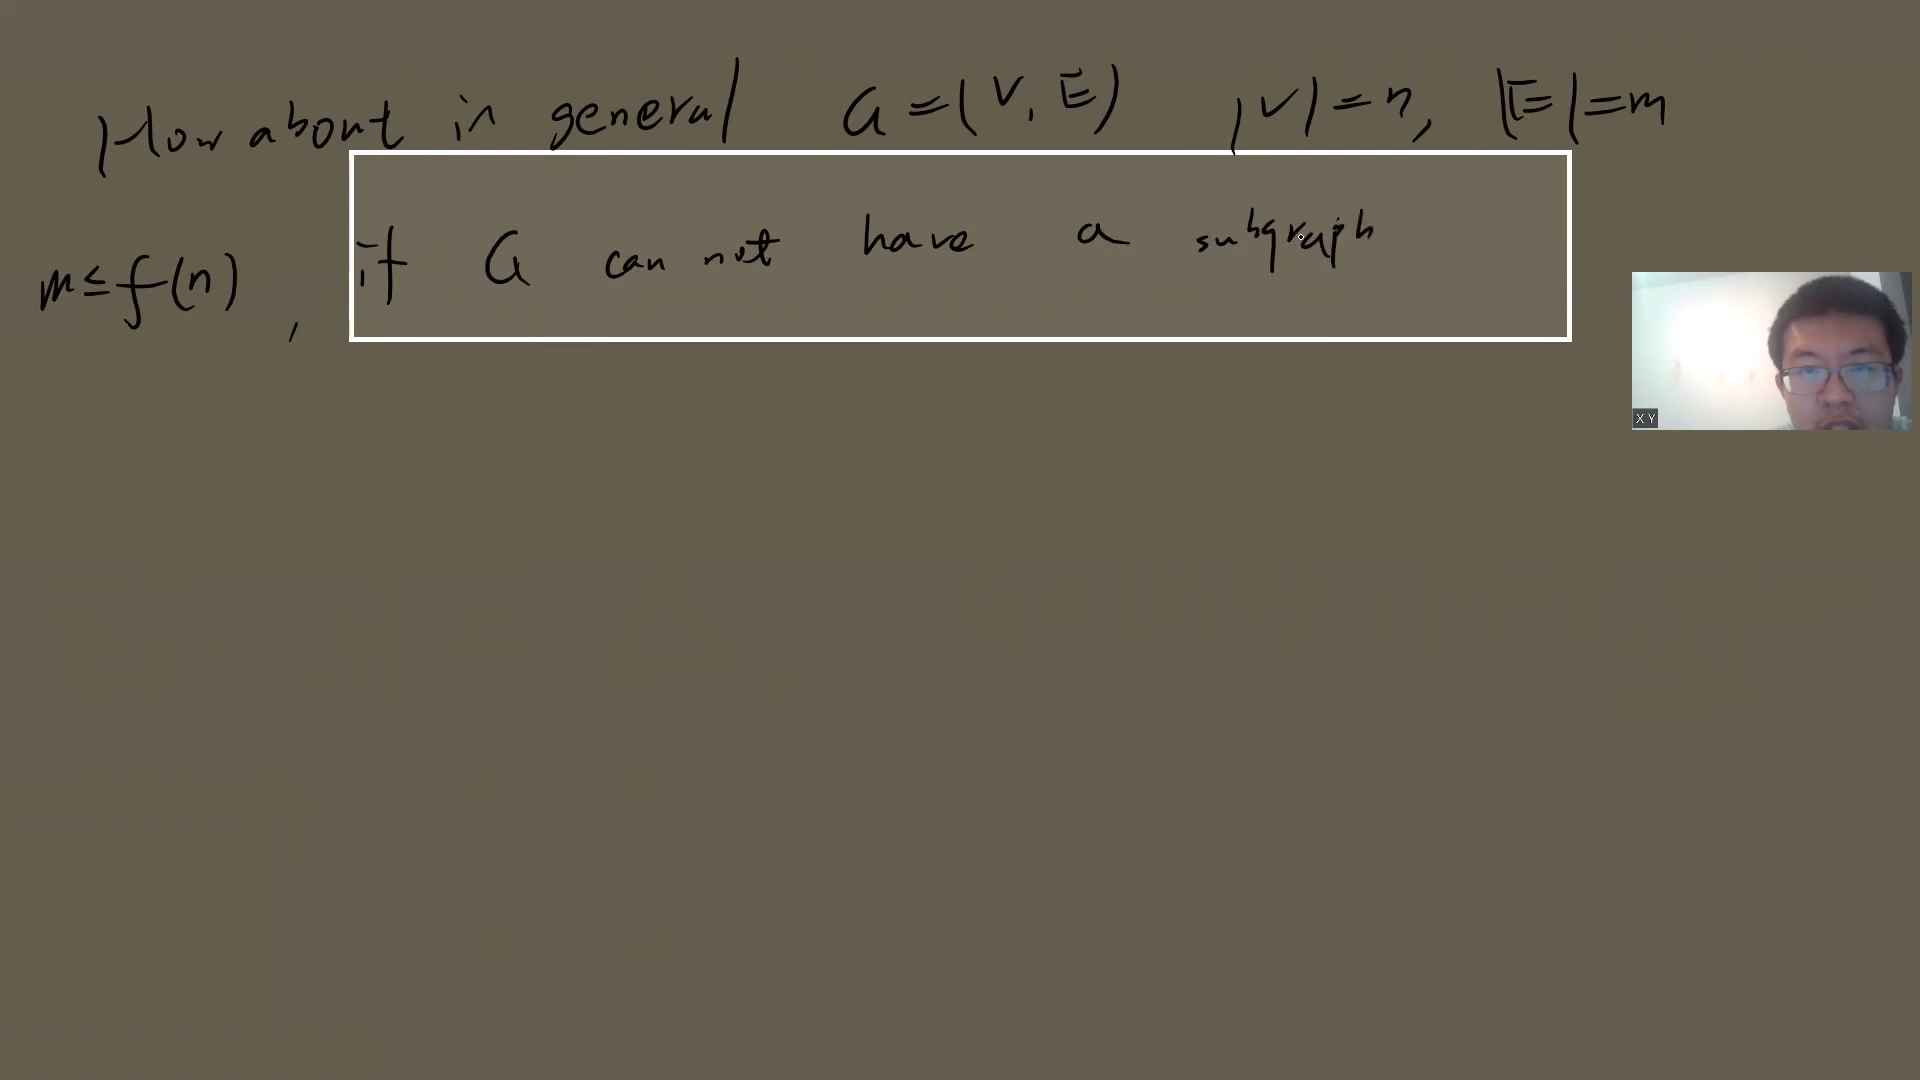 How about in general G = (V, E) |V| = n, |E| = m
m ≤ f(n) , if G can not have a subgraph
X Y